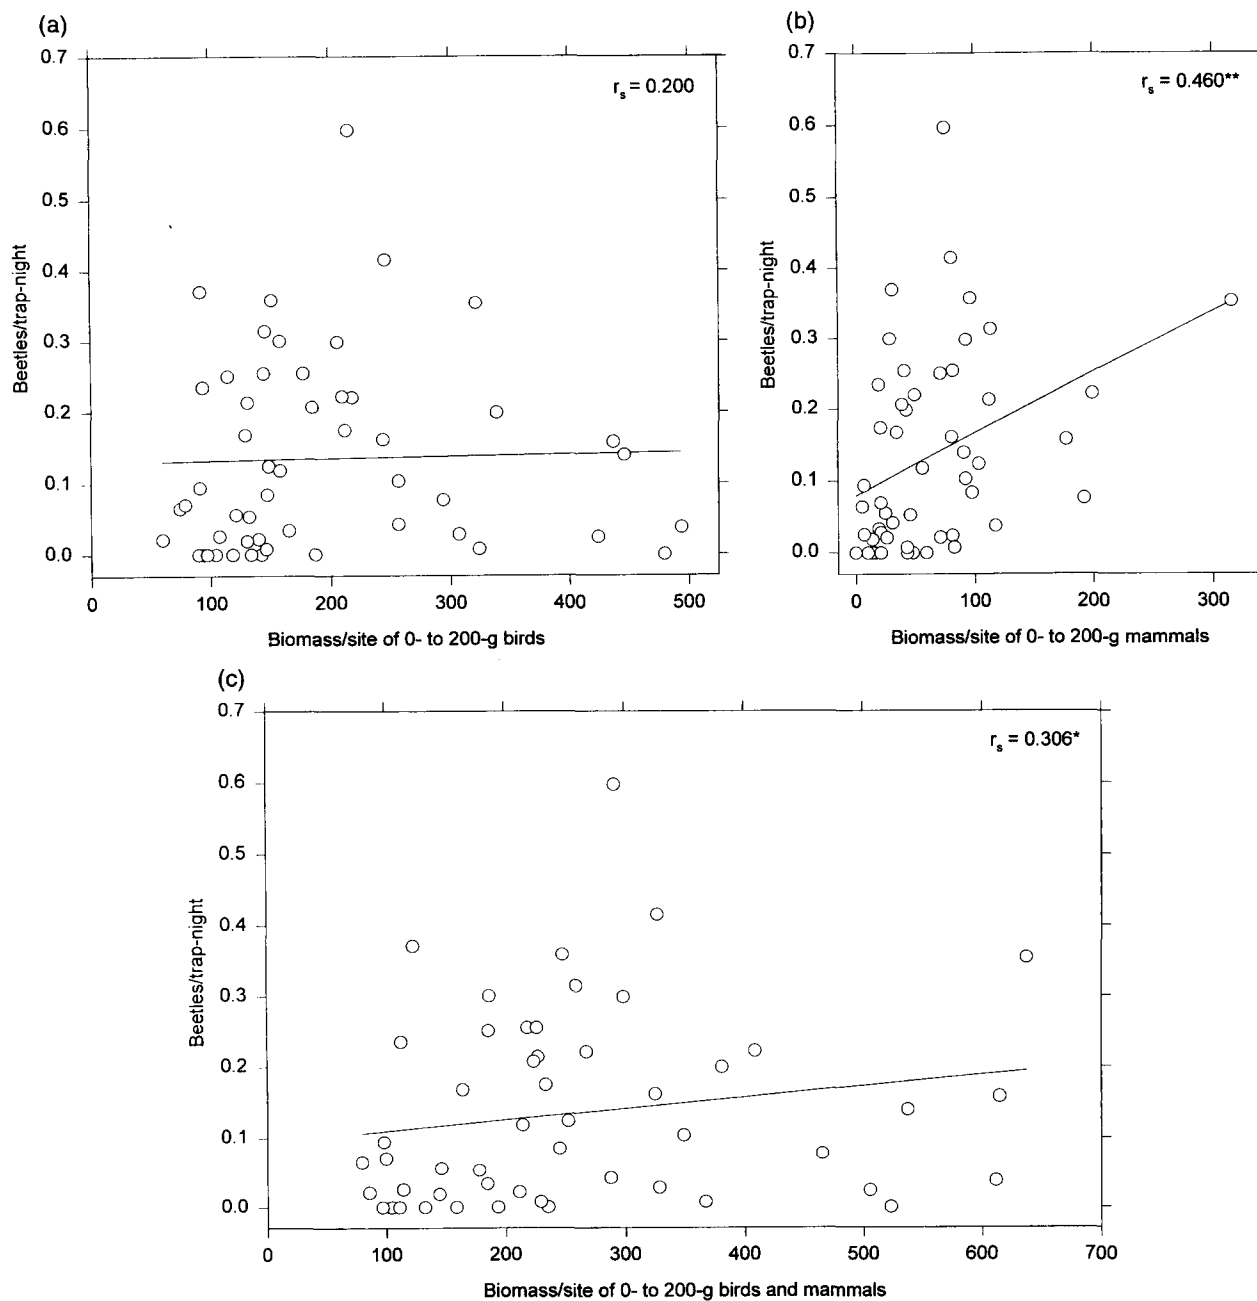 (a)
0.7
0.6
0.5
0.4
0.3
0.2
0.1
0.0
Beetles/trap-night
r_s = 0.200
0 100 200 300 400 500
Biomass/site of 0- to 200-g birds
(b)
0.7
0.6
0.5
0.4
0.3
0.2
0.1
0.0
Beetles/trap-night
r_s = 0.460**
0 100 200 300
Biomass/site of 0- to 200-g mammals
(c)
0.7
0.6
0.5
0.4
0.3
0.2
0.1
0.0
Beetles/trap-night
r_s = 0.306*
0 100 200 300 400 500 600 700
Biomass/site of 0- to 200-g birds and mammals